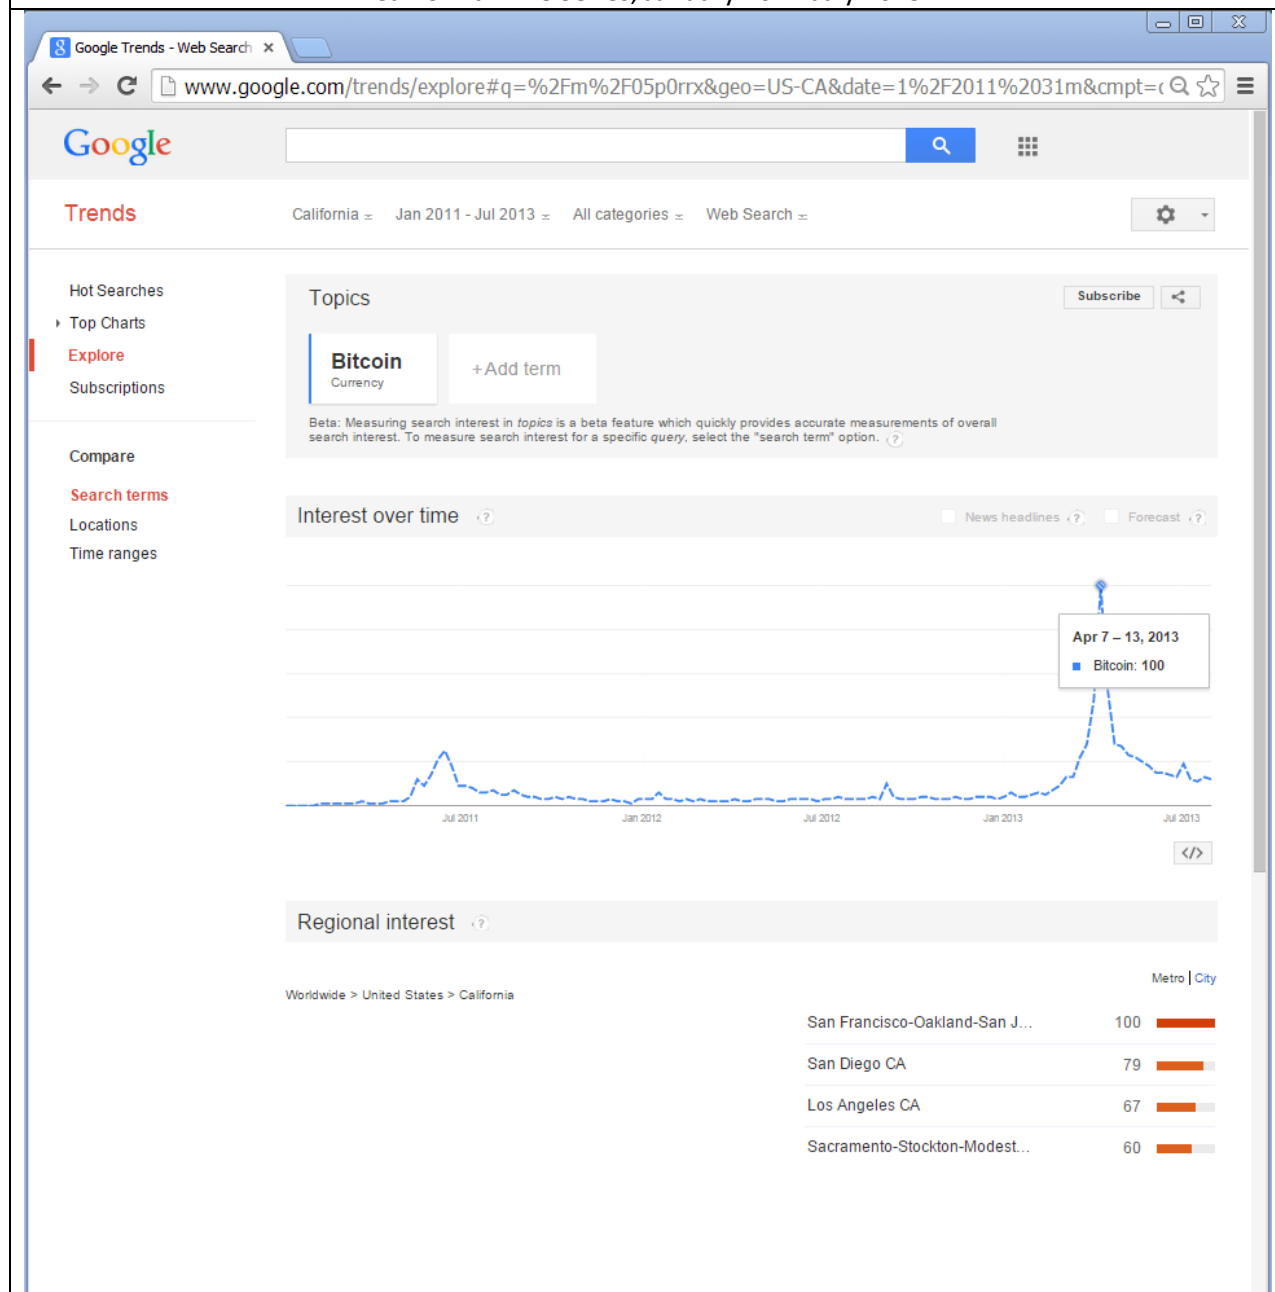 Google Trends - Web Search
www.google.com/trends/explore#q=%2Fm%2F05p0rrx&geo=US-CA&date=1%2F2011%2031m&cmpt=
Google
Trends
California Jan 2011 - Jul 2013 All categories Web Search
Hot Searches
Top Charts
Explore
Subscriptions
Compare
Search terms
Locations
Time ranges
Topics
Subscribe
Bitcoin
Currency
+Add term
Beta: Measuring search interest in topics is a beta feature which quickly provides accurate measurements of overall
search interest. To measure search interest for a specific query, select the "search term" option. ?
Interest over time ?
News headlines ? Forecast ?
Apr 7 – 13, 2013
Bitcoin: 100
Jul 2011 Jan 2012 Jul 2012 Jan 2013 Jul 2013
</>
Regional interest ?
Metro | City
Worldwide > United States > California
San Francisco-Oakland-San J... 100
San Diego CA 79
Los Angeles CA 67
Sacramento-Stockton-Modest... 60